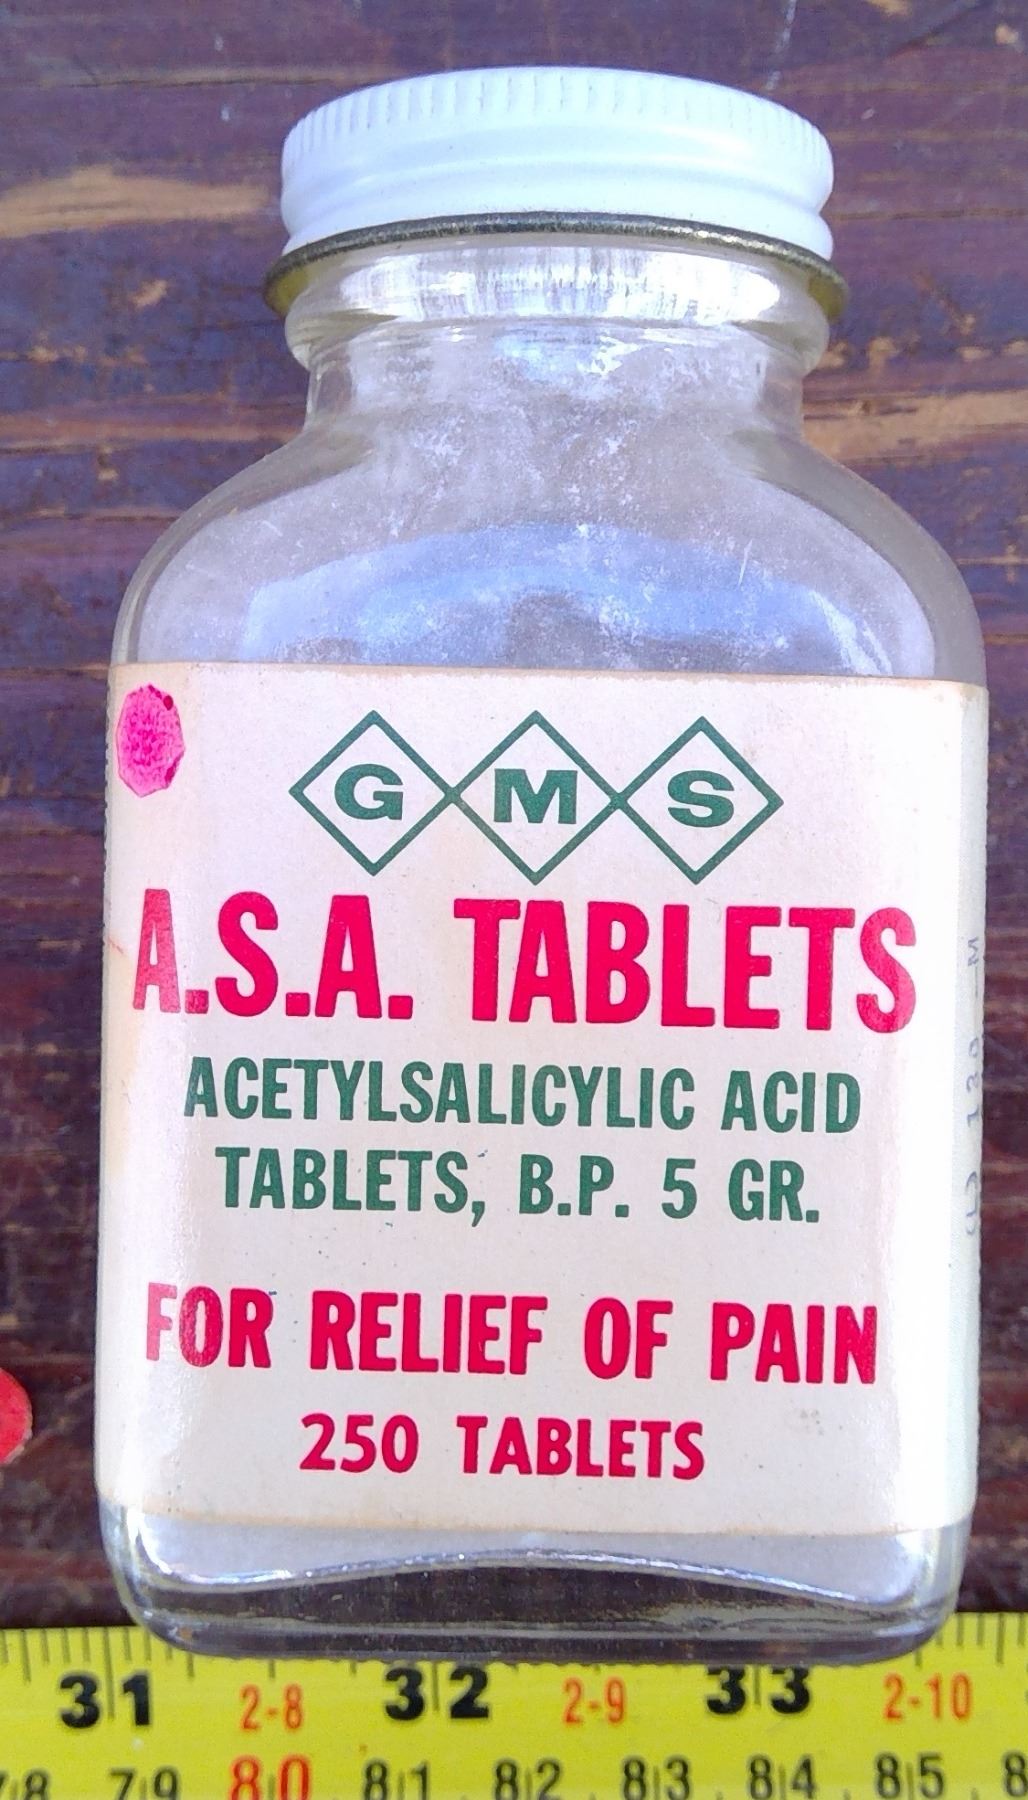 G M S
A.S.A. TABLETS
ACETYLSALICYLIC ACID
TABLETS, B.P. 5 GR.
FOR RELIEF OF PAIN
250 TABLETS
31 2-8 32 2-9 33 2-10
79 80 81 82 83 84 85